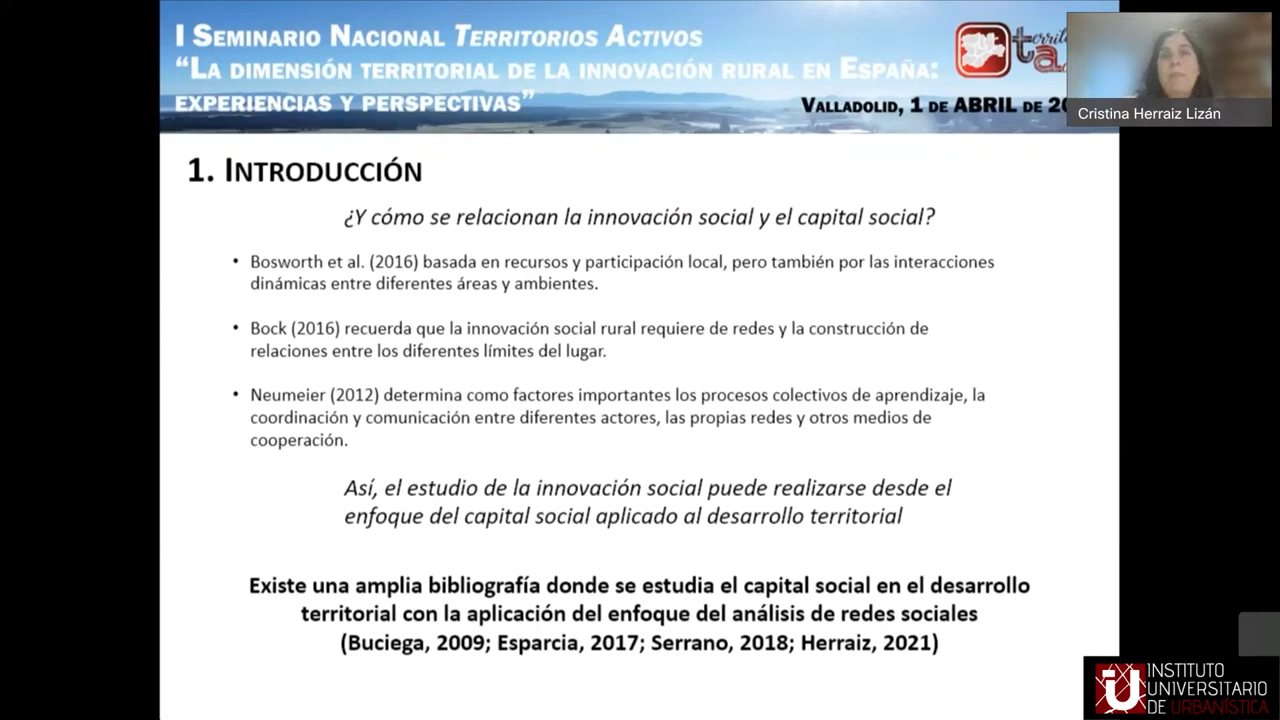 I Seminario Nacional Territorios Activos
“La dimensión territorial de la innovación rural en España:
experiencias y perspectivas”
Valladolid, 1 de ABRIL de
Cristina Herraiz Lizán
1. Introducción
¿Y cómo se relacionan la innovación social y el capital social?
• Bosworth et al. (2016) basada en recursos y participación local, pero también por las interacciones
dinámicas entre diferentes áreas y ambientes.
• Bock (2016) recuerda que la innovación social rural requiere de redes y la construcción de
relaciones entre los diferentes límites del lugar.
• Neumeier (2012) determina como factores importantes los procesos colectivos de aprendizaje, la
coordinación y comunicación entre diferentes actores, las propias redes y otros medios de
cooperación.
Así, el estudio de la innovación social puede realizarse desde el
enfoque del capital social aplicado al desarrollo territorial
Existe una amplia bibliografía donde se estudia el capital social en el desarrollo
territorial con la aplicación del enfoque del análisis de redes sociales
(Buciega, 2009; Esparcia, 2017; Serrano, 2018; Herraiz, 2021)
INSTITUTO
UNIVERSITARIO
DE URBANÍSTICA